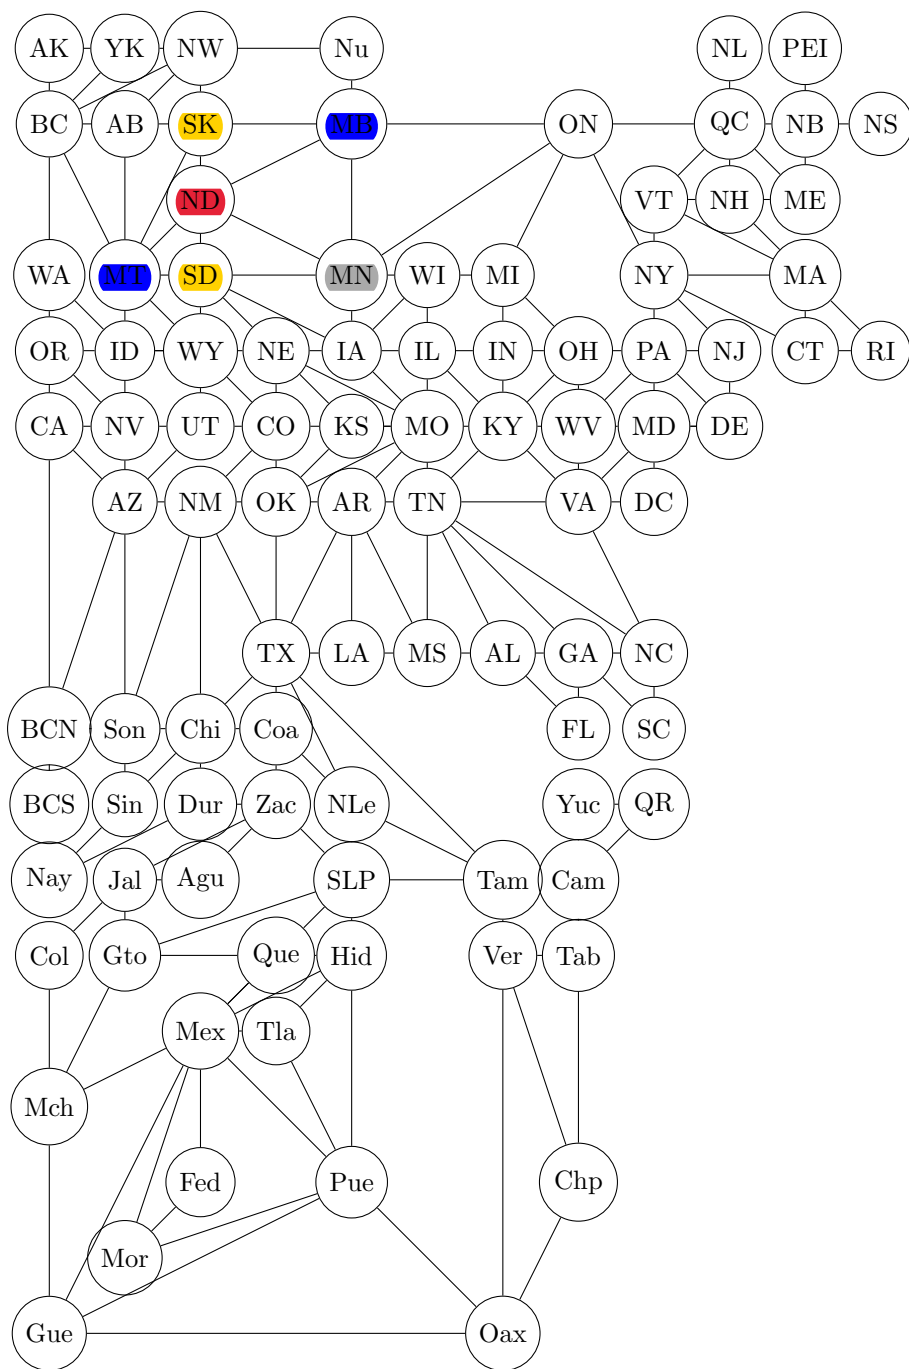 AK YK NW Nu NL PEI
BC AB SK MB ON QC NB NS
ND VT NH ME
WA MT SD MN WI MI NY MA
OR ID WY NE IA IL IN OH PA NJ CT RI
CA NV UT CO KS MO KY WV MD DE
AZ NM OK AR TN VA DC
TX LA MS AL GA NC
BCN Son Chi Coa FL SC
BCS Sin Dur Zac NLe Yuc QR
Nay Jal Agu SLP Tam Cam
Col Gto Que Hid Ver Tab
Mex Tla
Mch
Fed Pue Chp
Mor
Gue Oax